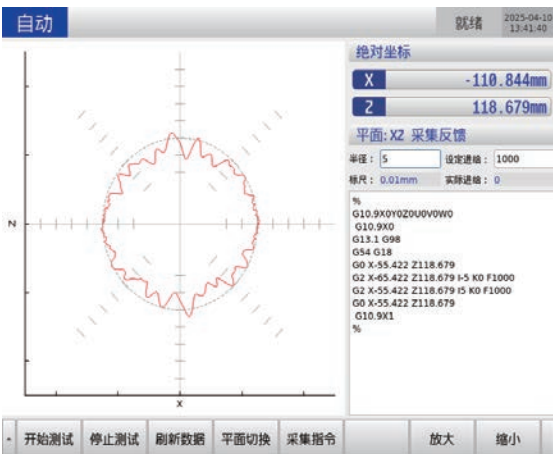 自动
就绪
2025-04-10
13:41:40
绝对坐标
X -110.844mm
Z 118.679mm
平面: XZ 采集反馈
半径: 5 设定进给: 1000
标尺: 0.01mm 实际进给: 0
%
G10.9X0Y0Z0U0V0W0
G10.9X0
G13.1 G98
G54 G18
G0 X-55.422 Z118.679
G2 X-65.422 Z118.679 I-5 K0 F1000
G2 X-55.422 Z118.679 I5 K0 F1000
G0 X-55.422 Z118.679
G10.9X1
%
Z
X
开始测试 停止测试 刷新数据 平面切换 采集指令 放大 缩小